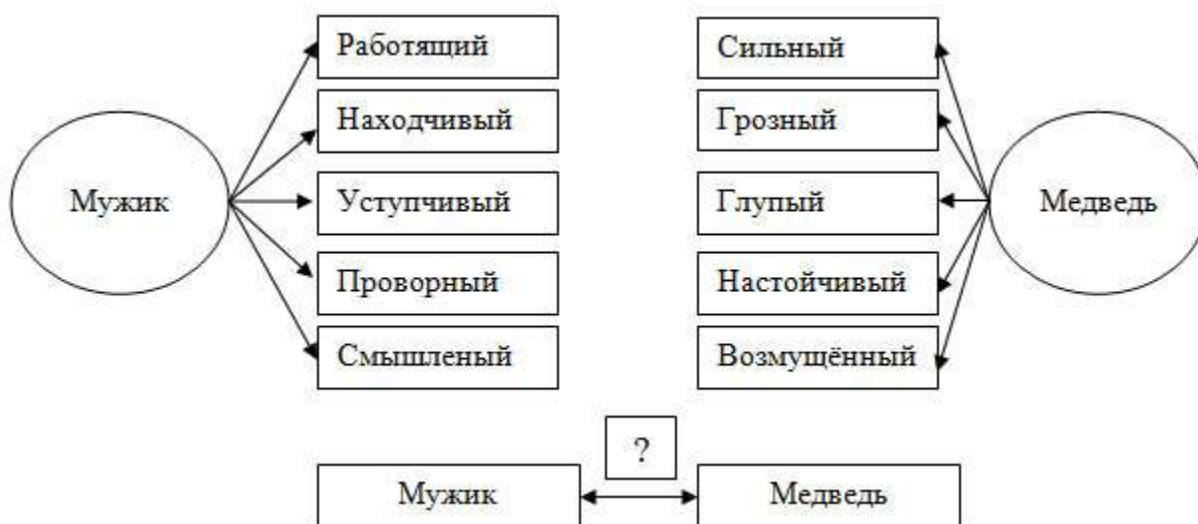 Мужик
Работящий
Находчивый
Уступчивый
Проворный
Смышленый
Сильный
Грозный
Глупый
Настойчивый
Возмущённый
Медведь
?
Мужик
Медведь